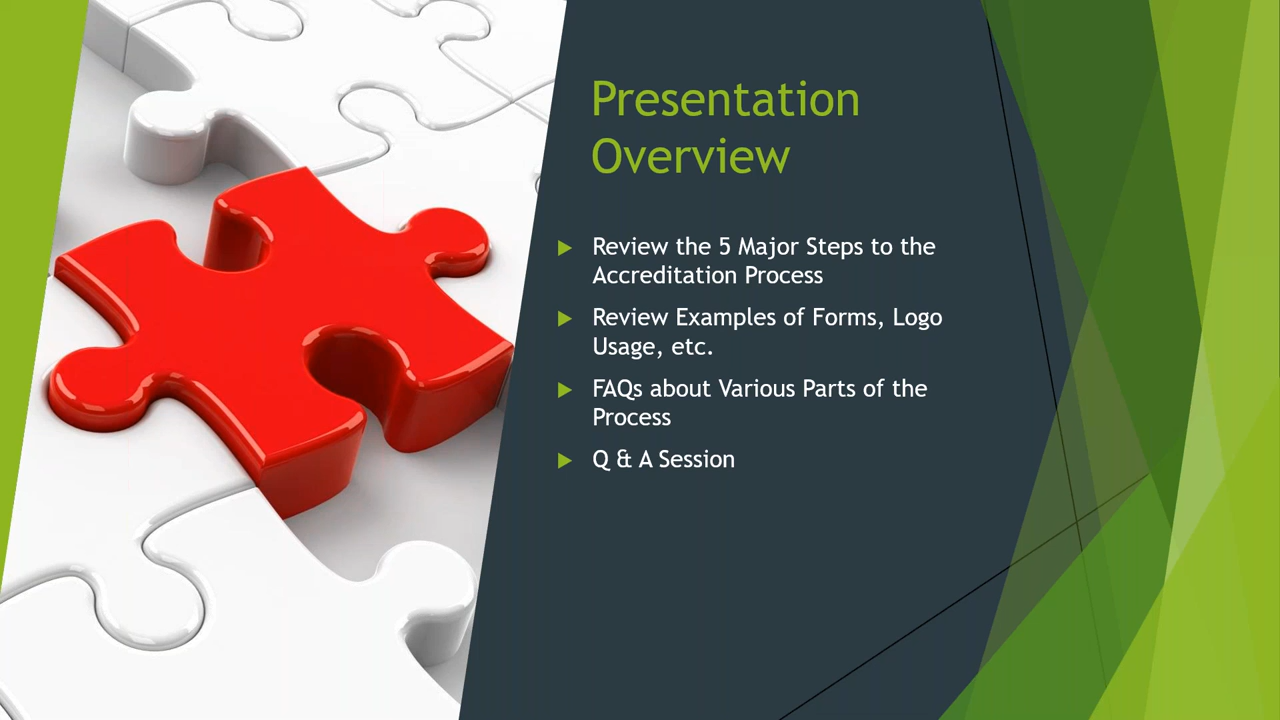 Presentation
Overview
Review the 5 Major Steps to the
Accreditation Process
Review Examples of Forms, Logo
Usage, etc.
FAQs about Various Parts of the
Process
Q & A Session